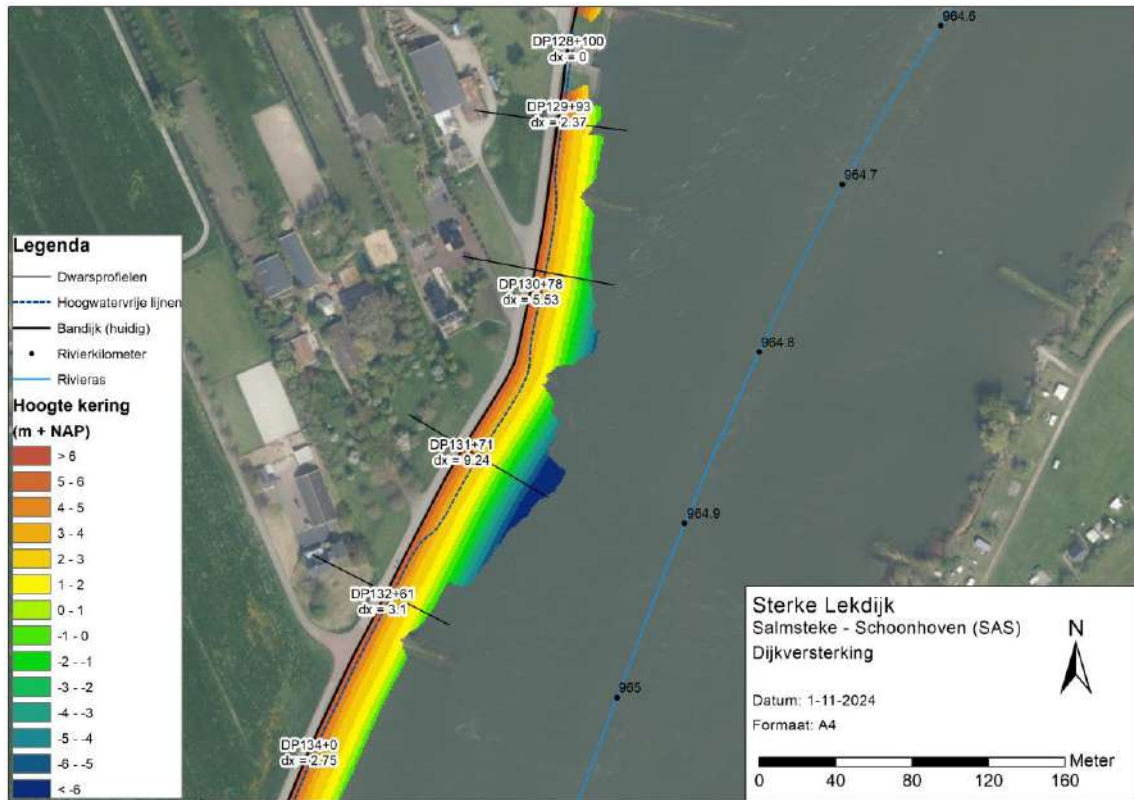 964.6
DP128+100
dx = 0
DP129+93
dx = 2.37
964.7
DP130+78
dx = 5.53
964.8
DP131+71
dx = 9.24
964.9
DP132+61
dx = 3.1
965
DP134+0
dx = 2.75
Legenda
Dwarsprofielen
Hoogwatervrije lijnen
Bandijk (huidig)
Rivierkilometer
Rivieras
Hoogte kering
(m + NAP)
> 6
5 - 6
4 - 5
3 - 4
2 - 3
1 - 2
0 - 1
-1 - 0
-2 - -1
-3 - -2
-4 - -3
-5 - -4
-6 - -5
< -6
Sterke Lekdijk
Salmsteke - Schoonhoven (SAS)
Dijkversterking
N
Datum: 1-11-2024
Formaat: A4
Meter
0 40 80 120 160